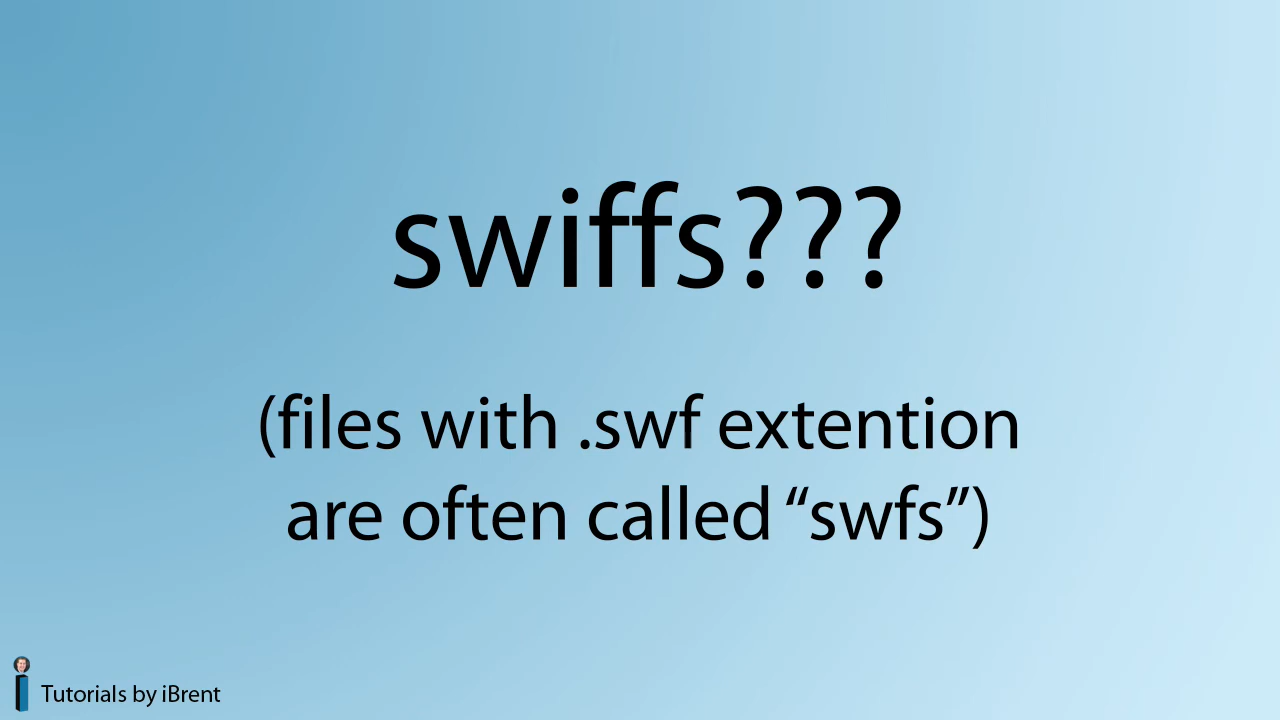 swiffs???
(files with .swf extention
are often called “swfs”)
Tutorials by iBrent